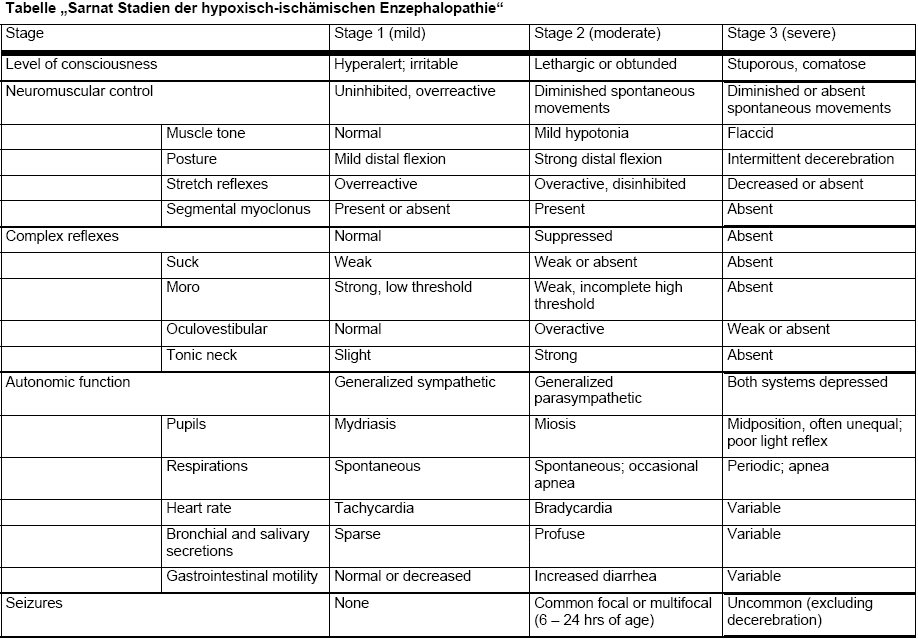 Tabelle „Sarnat Stadien der hypoxisch-ischämischen Enzephalopathie“
Stage Stage 1 (mild) Stage 2 (moderate) Stage 3 (severe)
Level of consciousness Hyperalert; irritable Lethargic or obtunded Stuporous, comatose
Neuromuscular control Uninhibited, overreactive Diminished spontaneous Diminished or absent
movements spontaneous movements
Muscle tone Normal Mild hypotonia Flaccid
Posture Mild distal flexion Strong distal flexion Intermittent decerebration
Stretch reflexes Overreactive Overactive, disinhibited Decreased or absent
Segmental myoclonus Present or absent Present Absent
Complex reflexes Normal Suppressed Absent
Suck Weak Weak or absent Absent
Moro Strong, low threshold Weak, incomplete high Absent
threshold
Oculovestibular Normal Overactive Weak or absent
Tonic neck Slight Strong Absent
Autonomic function Generalized sympathetic Generalized Both systems depressed
parasympathetic
Pupils Mydriasis Miosis Midposition, often unequal;
poor light reflex
Respirations Spontaneous Spontaneous; occasional Periodic; apnea
apnea
Heart rate Tachycardia Bradycardia Variable
Bronchial and salivary Sparse Profuse Variable
secretions
Gastrointestinal motility Normal or decreased Increased diarrhea Variable
Seizures None Common focal or multifocal Uncommon (excluding
(6 – 24 hrs of age) decerebration)